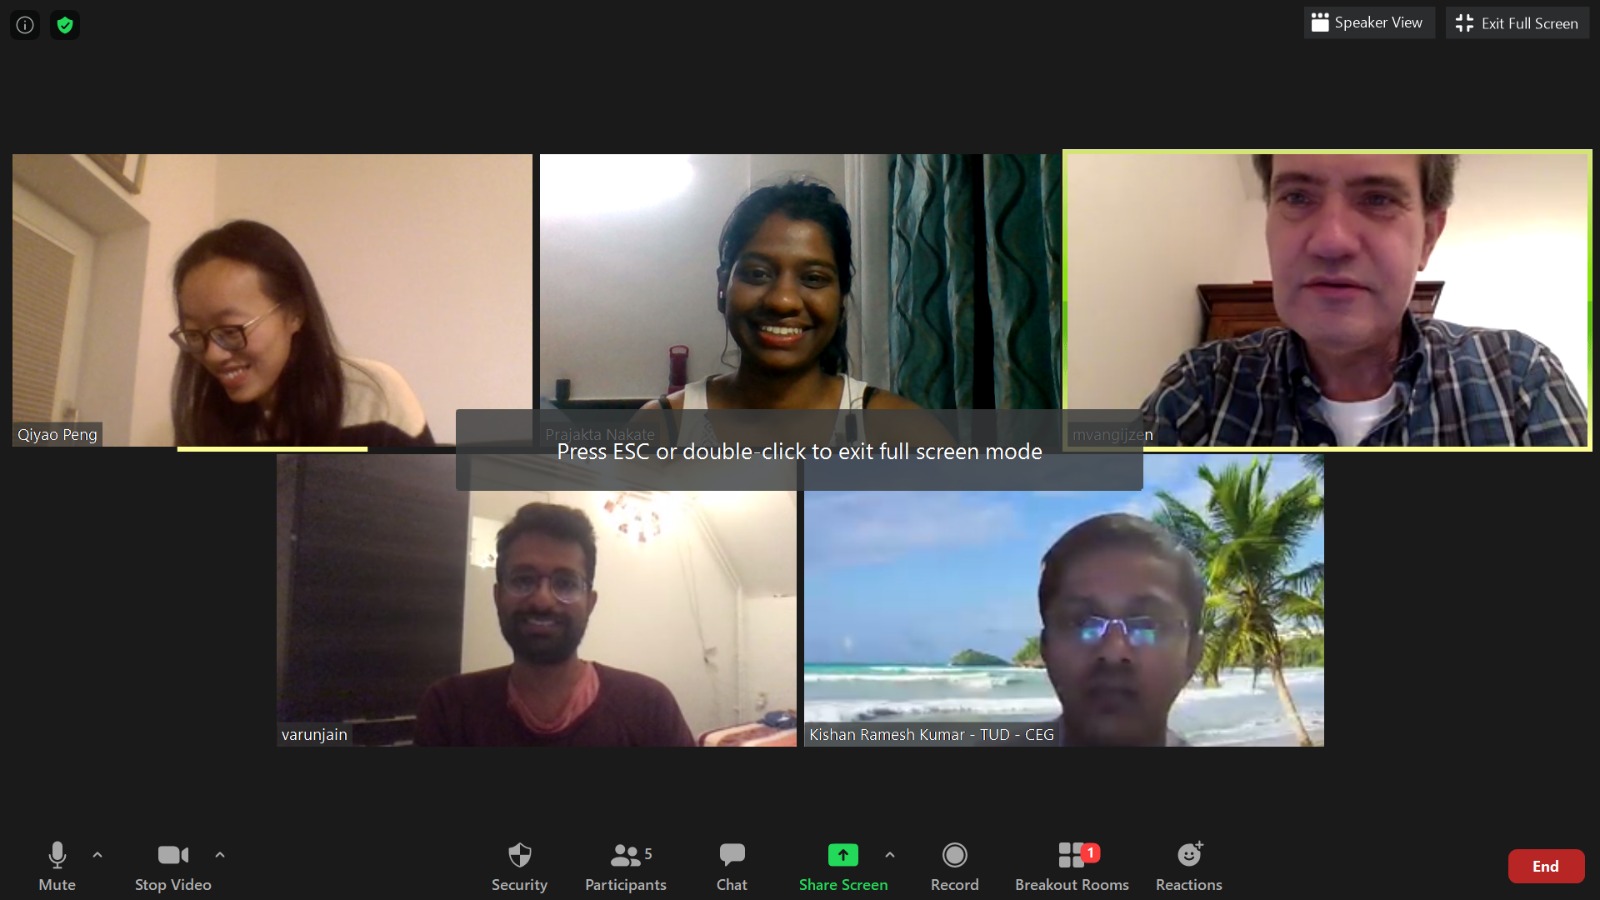 Speaker View
Exit Full Screen
Qiyao Peng
Prajakta Nakate
mvangijzen
Press ESC or double-click to exit full screen mode
varunjain
Kishan Ramesh Kumar - TUD - CEG
5
1
Mute
Stop Video
Security
Participants
Chat
Share Screen
Record
Breakout Rooms
Reactions
End